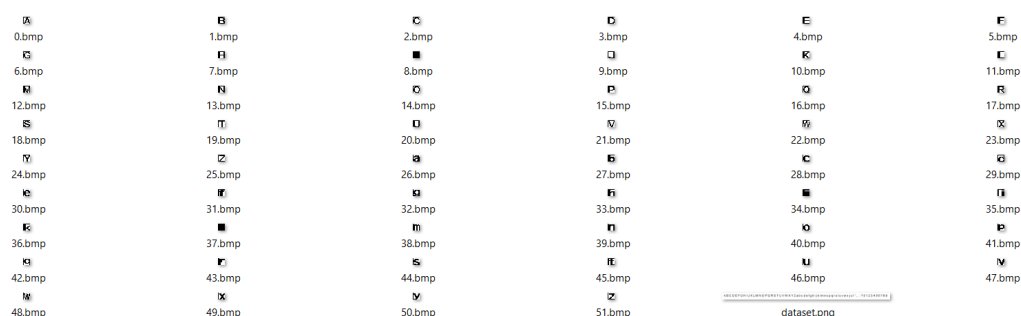 A B C D E F
0.bmp 1.bmp 2.bmp 3.bmp 4.bmp 5.bmp
G H J K L
6.bmp 7.bmp 8.bmp 9.bmp 10.bmp 11.bmp
M N O P Q R
12.bmp 13.bmp 14.bmp 15.bmp 16.bmp 17.bmp
S T U V W X
18.bmp 19.bmp 20.bmp 21.bmp 22.bmp 23.bmp
Y Z a b c d
24.bmp 25.bmp 26.bmp 27.bmp 28.bmp 29.bmp
e f g h j
30.bmp 31.bmp 32.bmp 33.bmp 34.bmp 35.bmp
k m n o p
36.bmp 37.bmp 38.bmp 39.bmp 40.bmp 41.bmp
q r s t u v
42.bmp 43.bmp 44.bmp 45.bmp 46.bmp 47.bmp
w x y z
48.bmp 49.bmp 50.bmp 51.bmp dataset.png